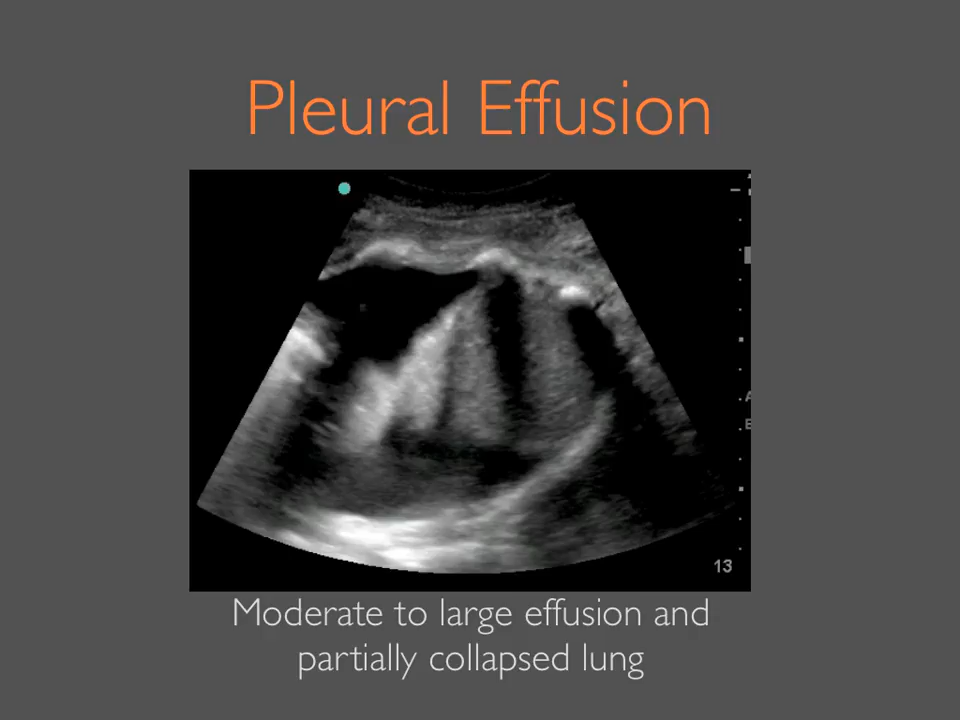 Pleural Effusion
13
Moderate to large effusion and
partially collapsed lung